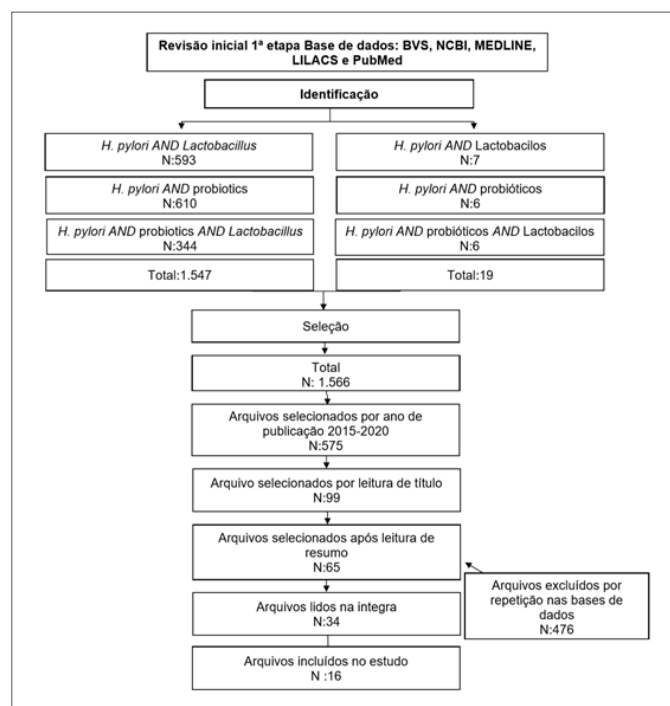 Revisão inicial 1ª etapa Base de dados: BVS, NCBI, MEDLINE,
LILACS e PubMed
Identificação
H. pylori AND Lactobacillus
N:593
H. pylori AND probiotics
N:610
H. pylori AND probiotics AND Lactobacillus
N:344
Total:1.547
H. pylori AND Lactobacilos
N:7
H. pylori AND probióticos
N:6
H. pylori AND probióticos AND Lactobacilos
N:6
Total:19
Seleção
Total
N: 1.566
Arquivos selecionados por ano de
publicação 2015-2020
N:575
Arquivo selecionados por leitura de título
N:99
Arquivos selecionados após leitura de
resumo
N:65
Arquivos excluídos por
repetição nas bases de
dados
N:476
Arquivos lidos na integra
N:34
Arquivos incluídos no estudo
N :16